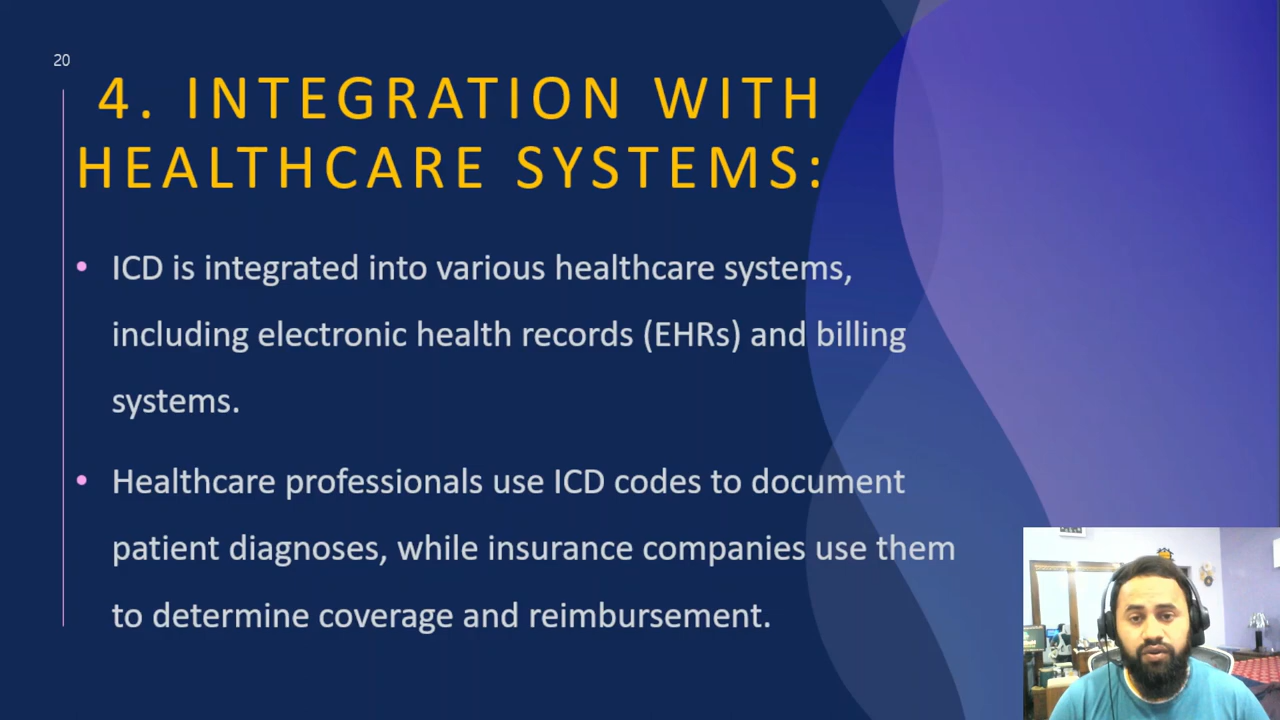 20
4. INTEGRATION WITH
HEALTHCARE SYSTEMS:
• ICD is integrated into various healthcare systems,
including electronic health records (EHRs) and billing
systems.
• Healthcare professionals use ICD codes to document
patient diagnoses, while insurance companies use them
to determine coverage and reimbursement.